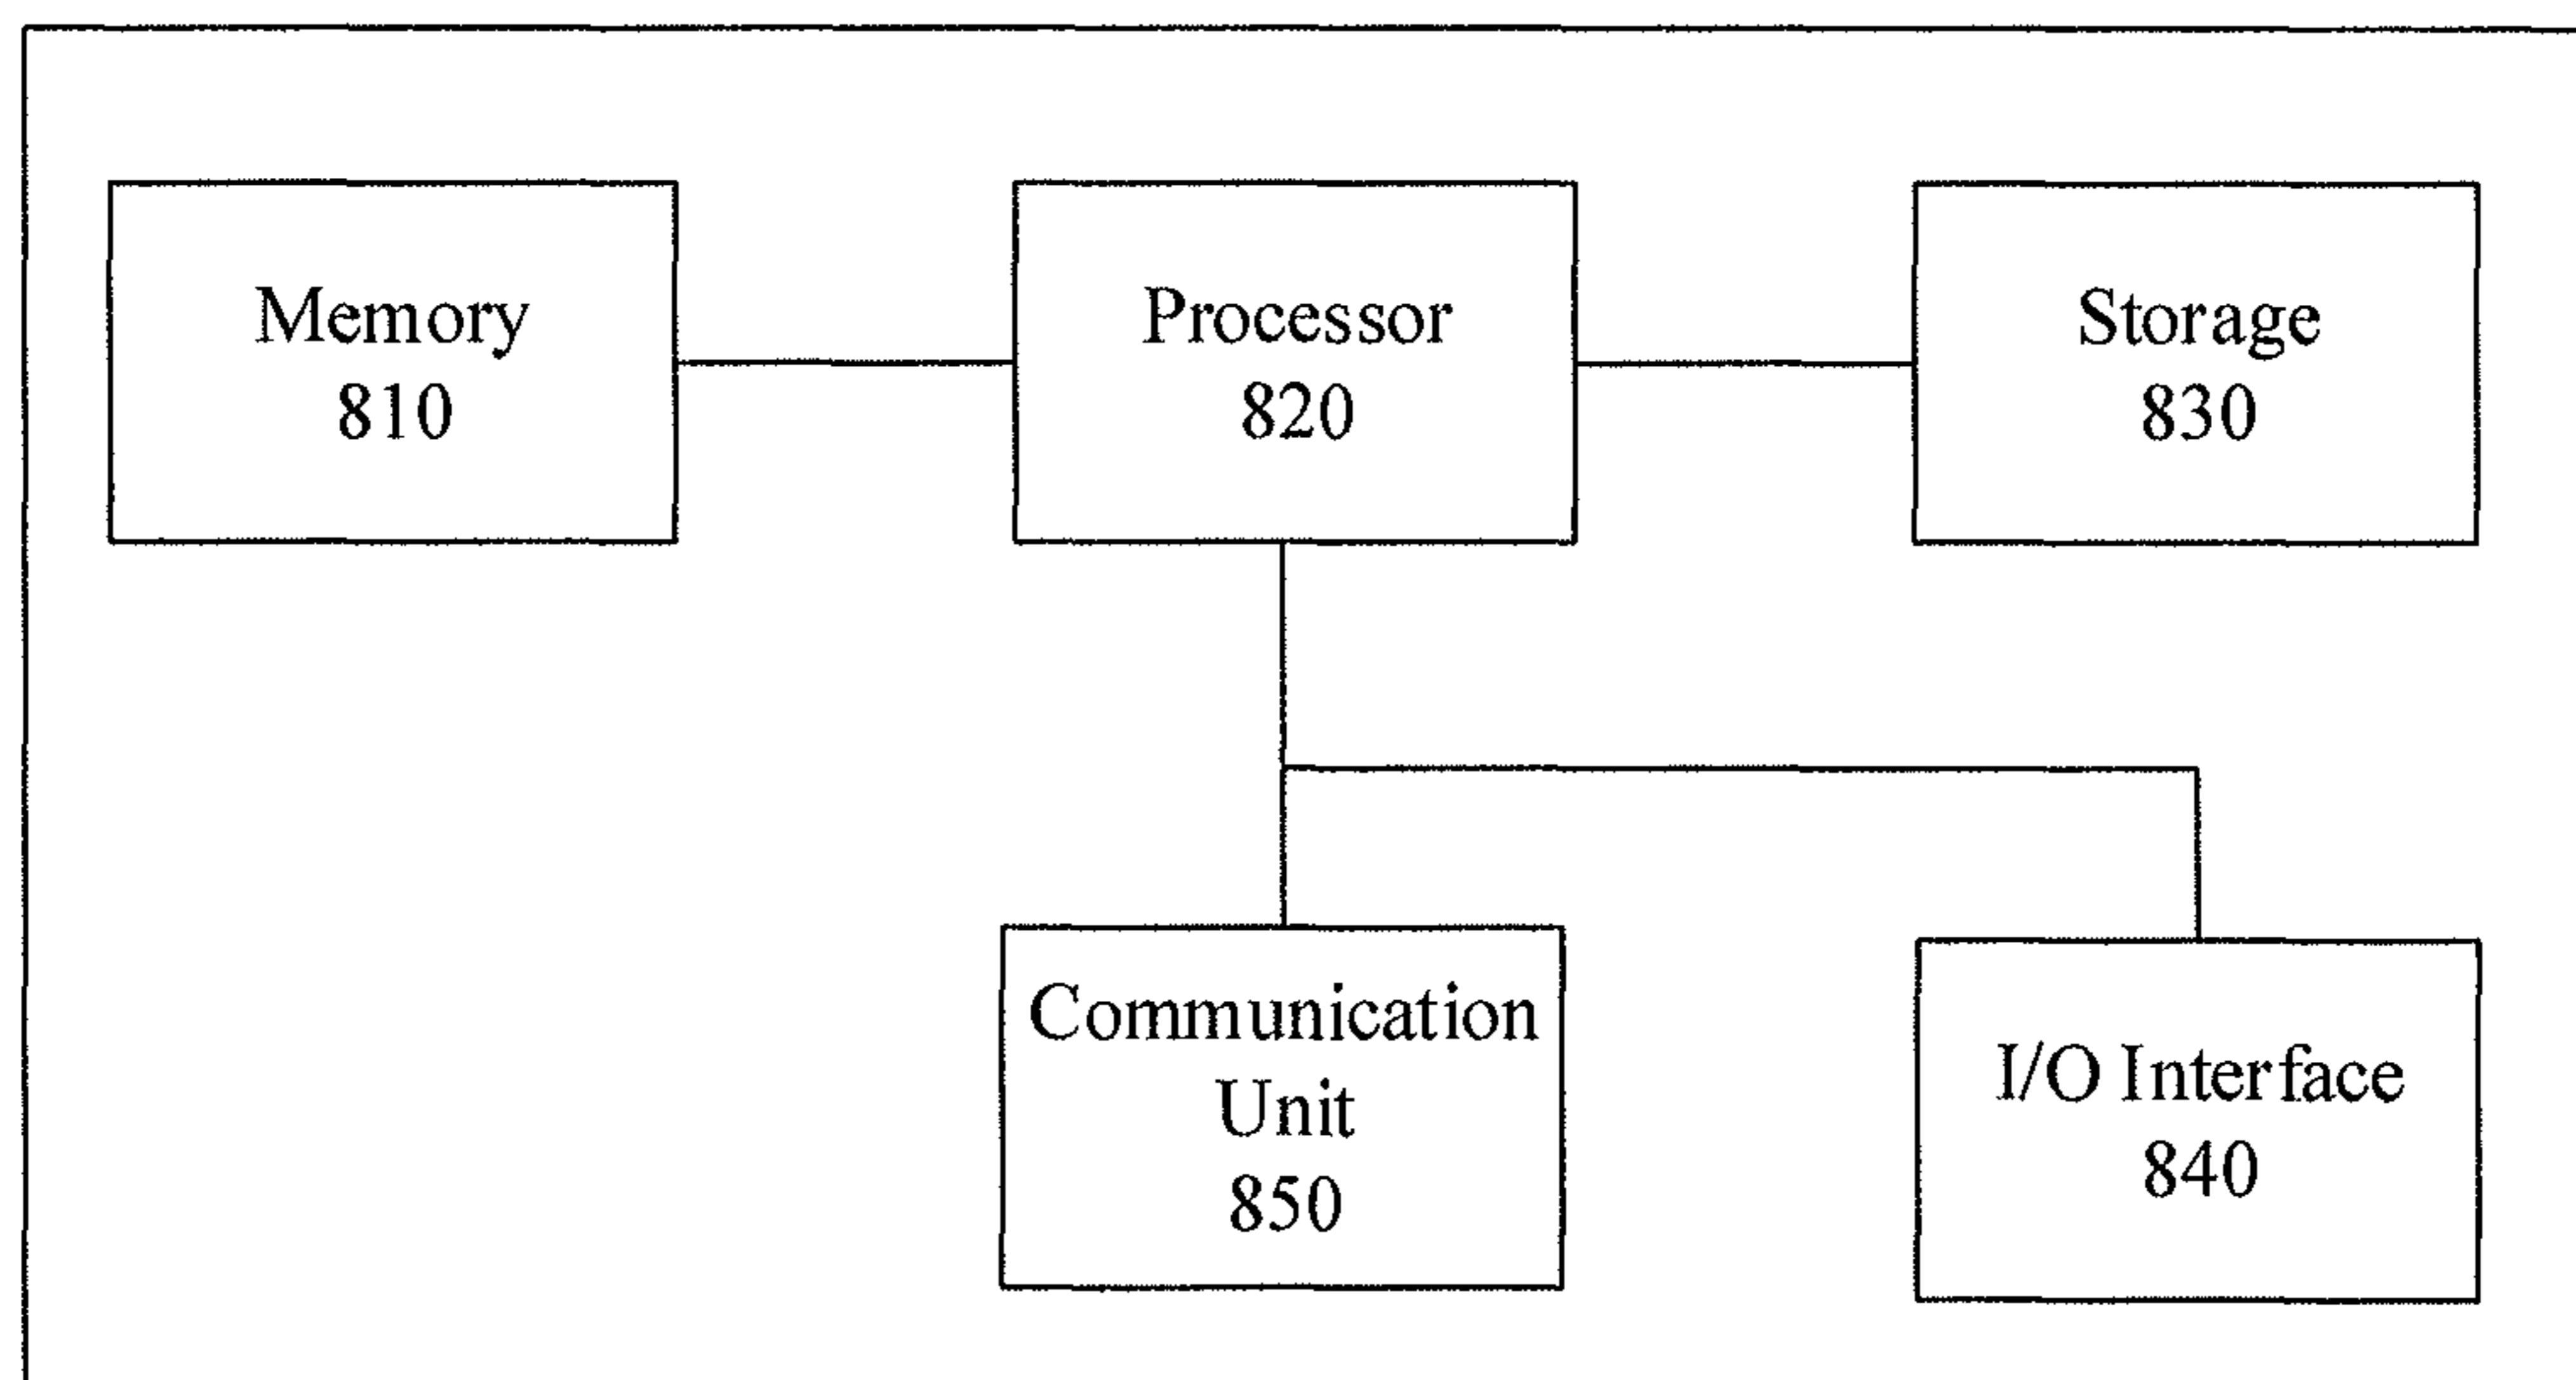 Memory
810
Processor
820
Storage
830
Communication
Unit
850
I/O Interface
840